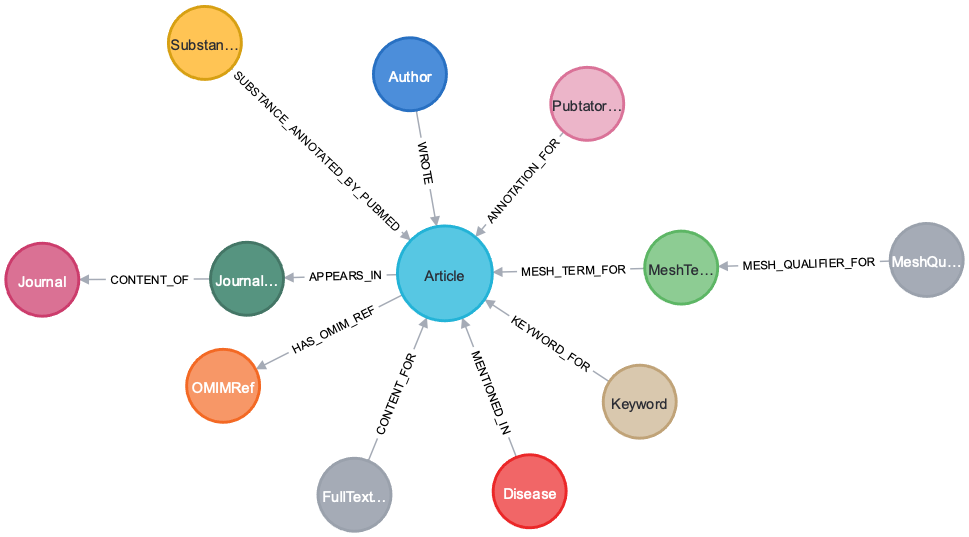 Substan...
Author
Pubtator...
SUBSTANCE_ANNOTATED_BY_PUBMED
WROTE
ANNOTATION_FOR
Journal
CONTENT_OF
Journal...
APPEARS_IN
Article
MESH_TERM_FOR
MeshTe...
MESH_QUALIFIER_FOR
MeshQu...
HAS_OMIM_REF
OMIMRef
CONTENT_FOR
MENTIONED_IN
KEYWORD_FOR
Keyword
FullText...
Disease